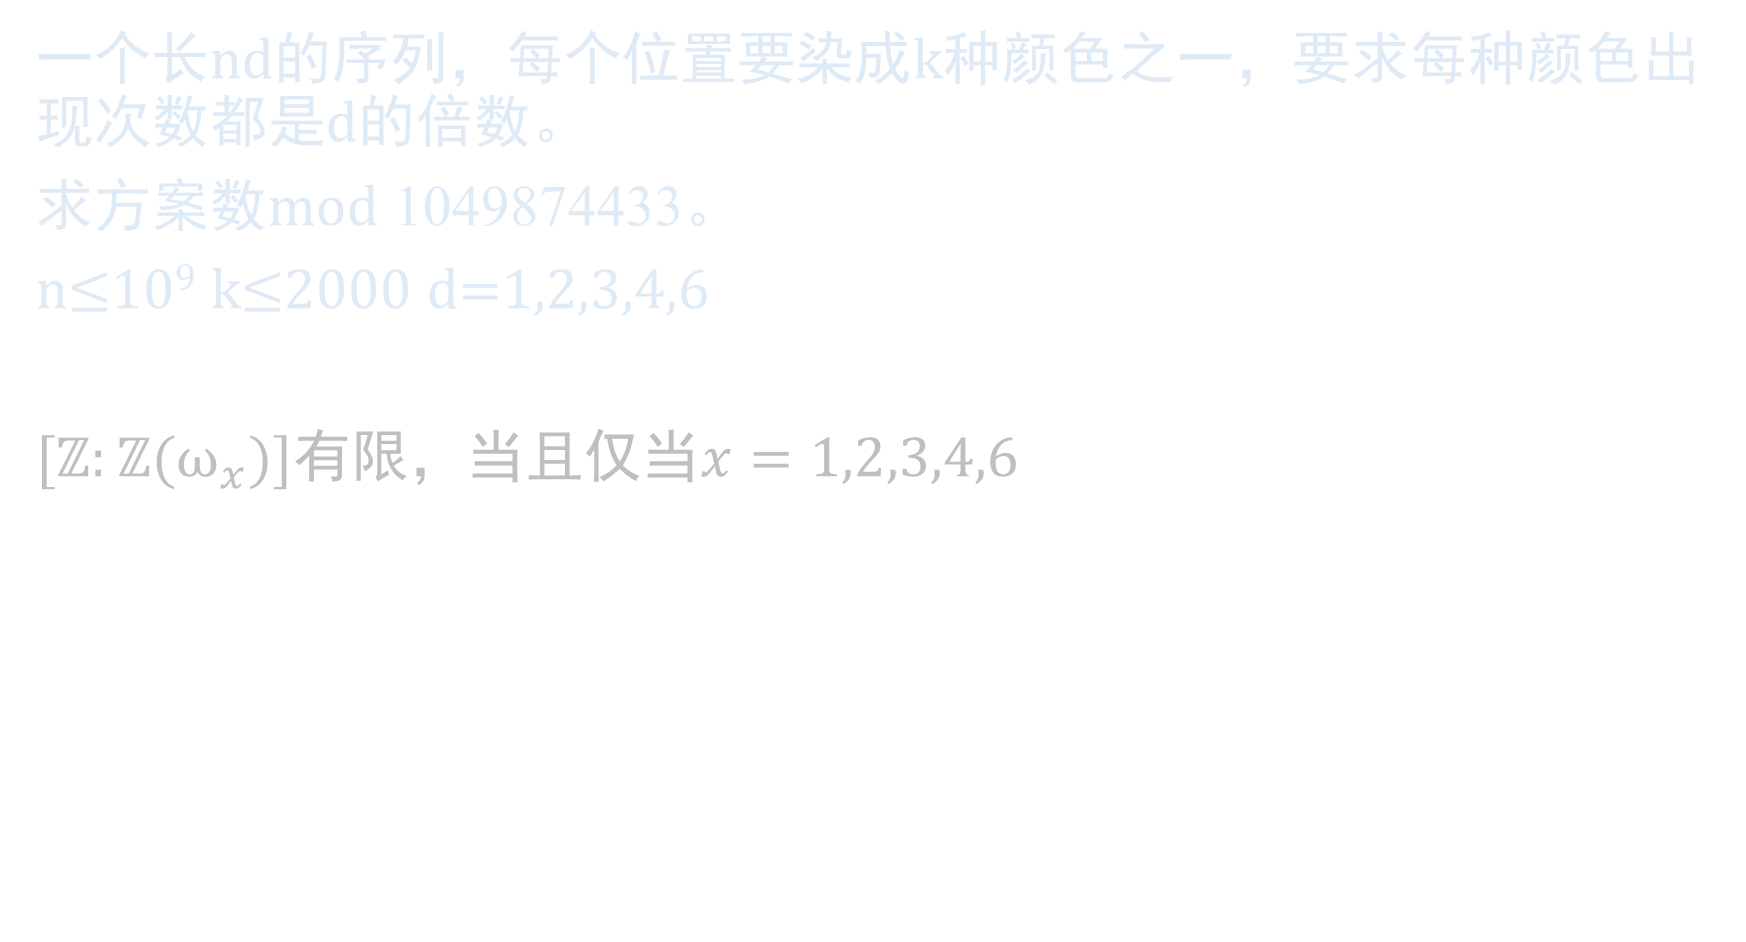 一个长nd的序列，每个位置要染成k种颜色之一，要求每种颜色出
现次数都是d的倍数。
求方案数mod 1049874433。
n≤10⁹ k≤2000 d=1,2,3,4,6
[ℤ: ℤ(ωₓ)]有限，当且仅当x = 1,2,3,4,6